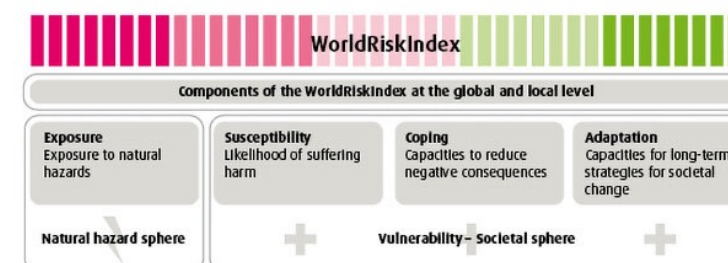 WorldRiskIndex
Components of the WorldRiskIndex at the global and local level
Exposure
Exposure to natural
hazards
Susceptibility
Likelihood of suffering
harm
Coping
Capacities to reduce
negative consequences
Adaptation
Capacities for long-term
strategies for societal
change
Natural hazard sphere
Vulnerability – Societal sphere